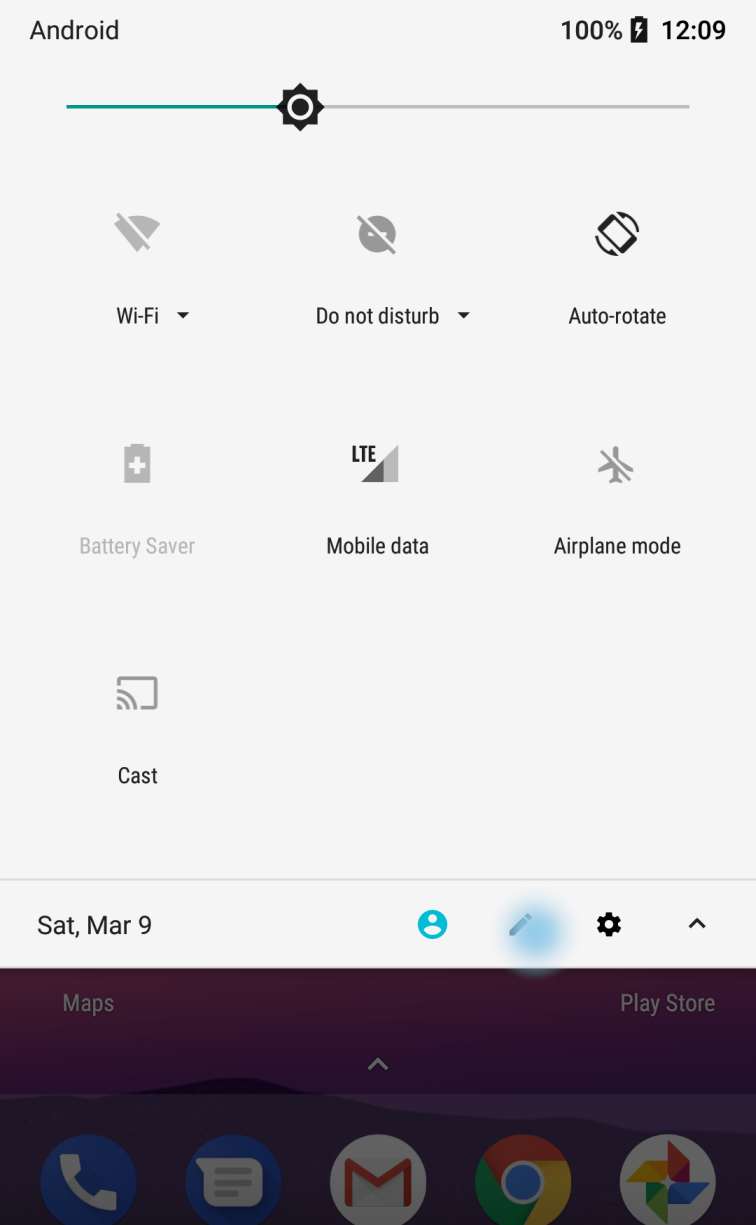 Android 100% 12:09
Wi-Fi Do not disturb Auto-rotate
LTE
Battery Saver Mobile data Airplane mode
Cast
Sat, Mar 9
Maps Play Store